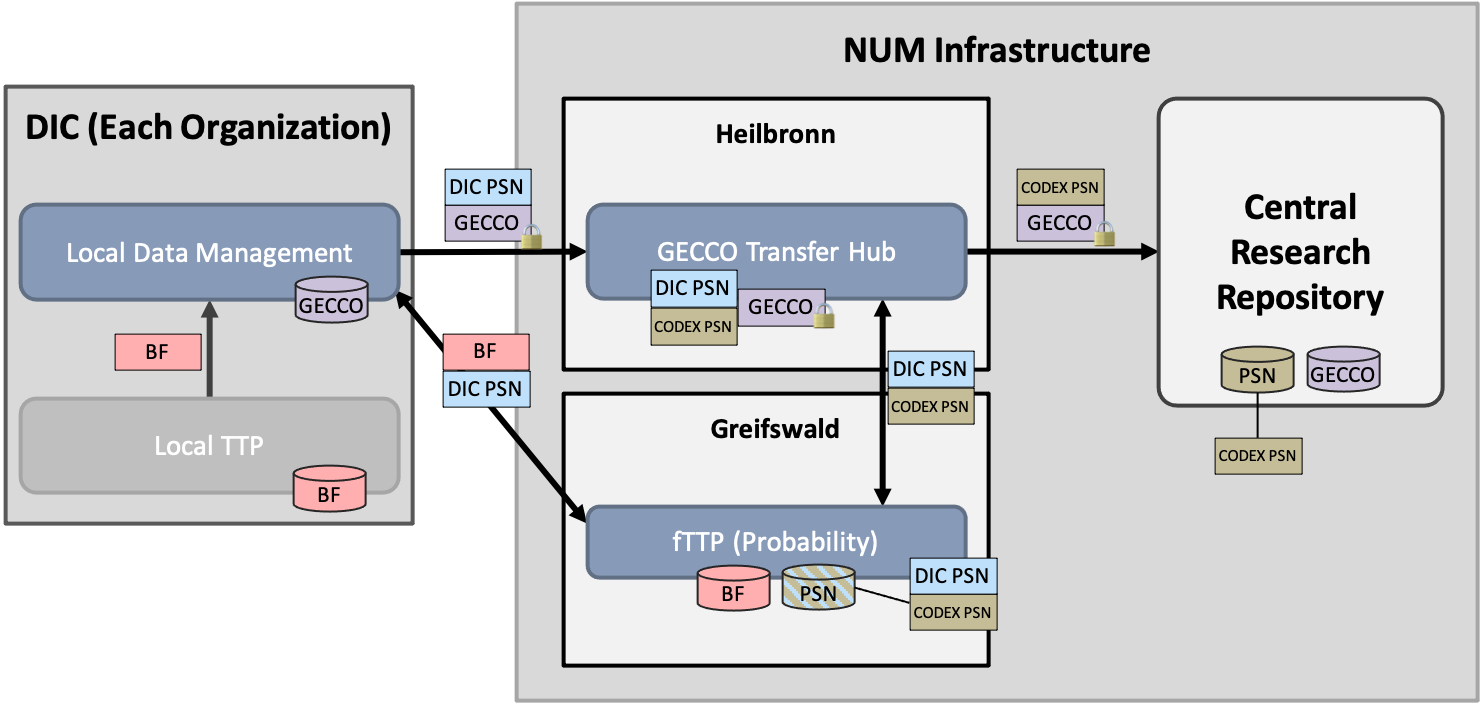 NUM Infrastructure
DIC (Each Organization)
Local Data Management
GECCO
BF
Local TTP
BF
DIC PSN
GECCO
BF
DIC PSN
Heilbronn
GECCO Transfer Hub
DIC PSN
CODEX PSN
GECCO
DIC PSN
CODEX PSN
Greifswald
fTTP (Probability)
BF
PSN
DIC PSN
CODEX PSN
CODEX PSN
GECCO
Central
Research
Repository
PSN
GECCO
CODEX PSN